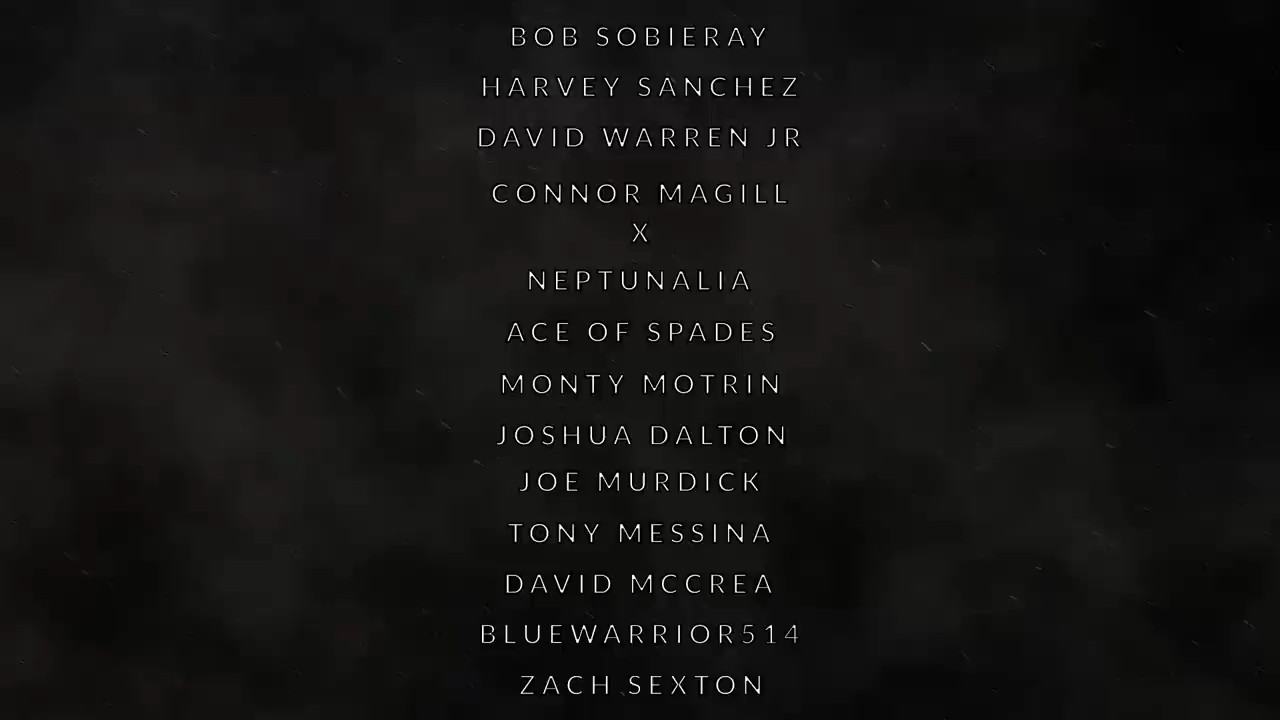 BOB SOBIERAY
HARVEY SANCHEZ
DAVID WARREN JR
CONNOR MAGILL
X
NEPTUNALIA
ACE OF SPADES
MONTY MOTRIN
JOSHUA DALTON
JOE MURDICK
TONY MESSINA
DAVID MCCREA
BLUEWARRIOR514
ZACH SEXTON